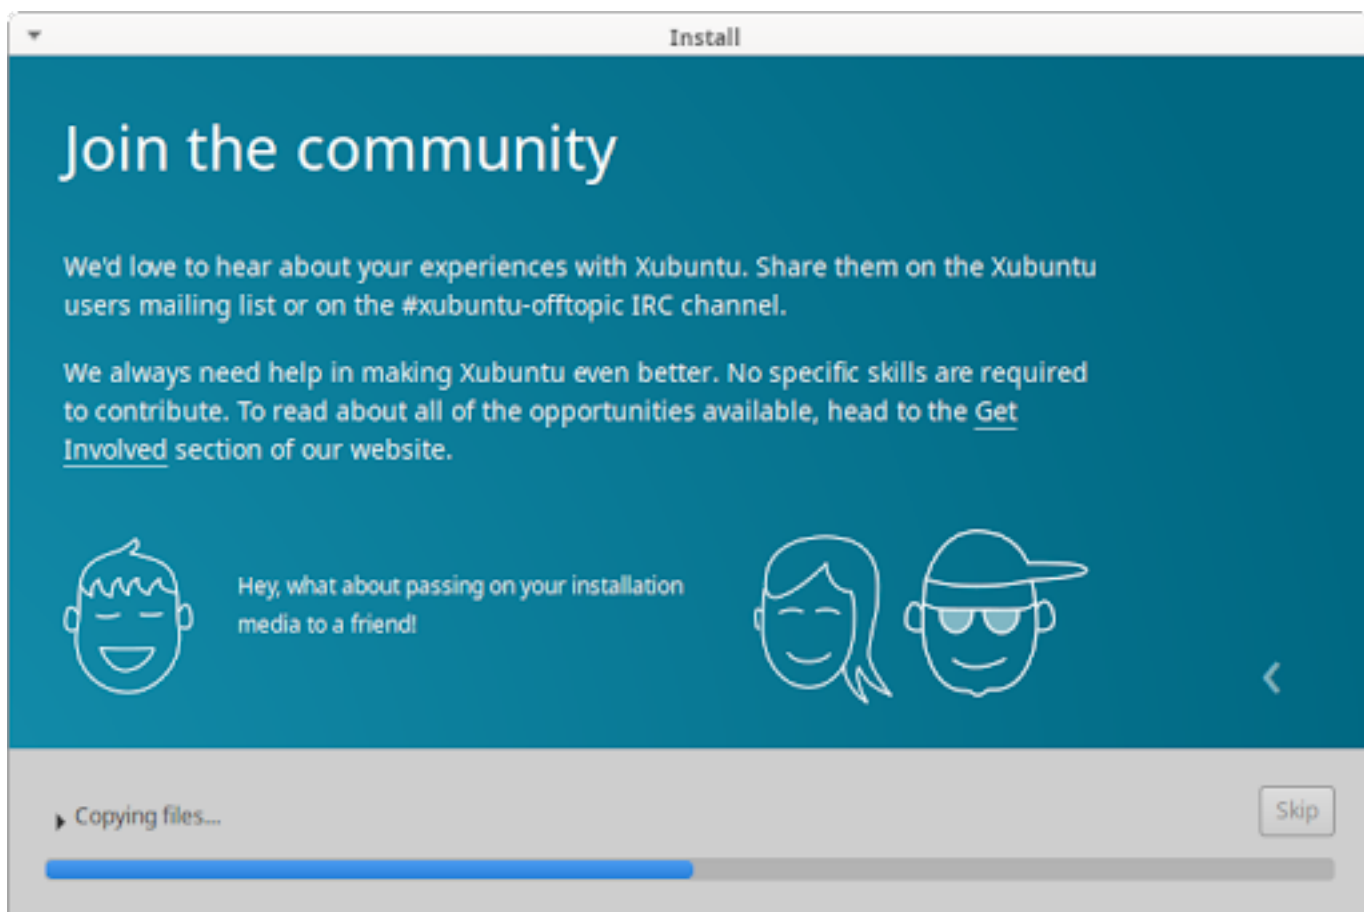 Install
Join the community
We'd love to hear about your experiences with Xubuntu. Share them on the Xubuntu
users mailing list or on the #xubuntu-offtopic IRC channel.
We always need help in making Xubuntu even better. No specific skills are required
to contribute. To read about all of the opportunities available, head to the Get
Involved section of our website.
Hey, what about passing on your installation
media to a friend!
Copying files...
Skip